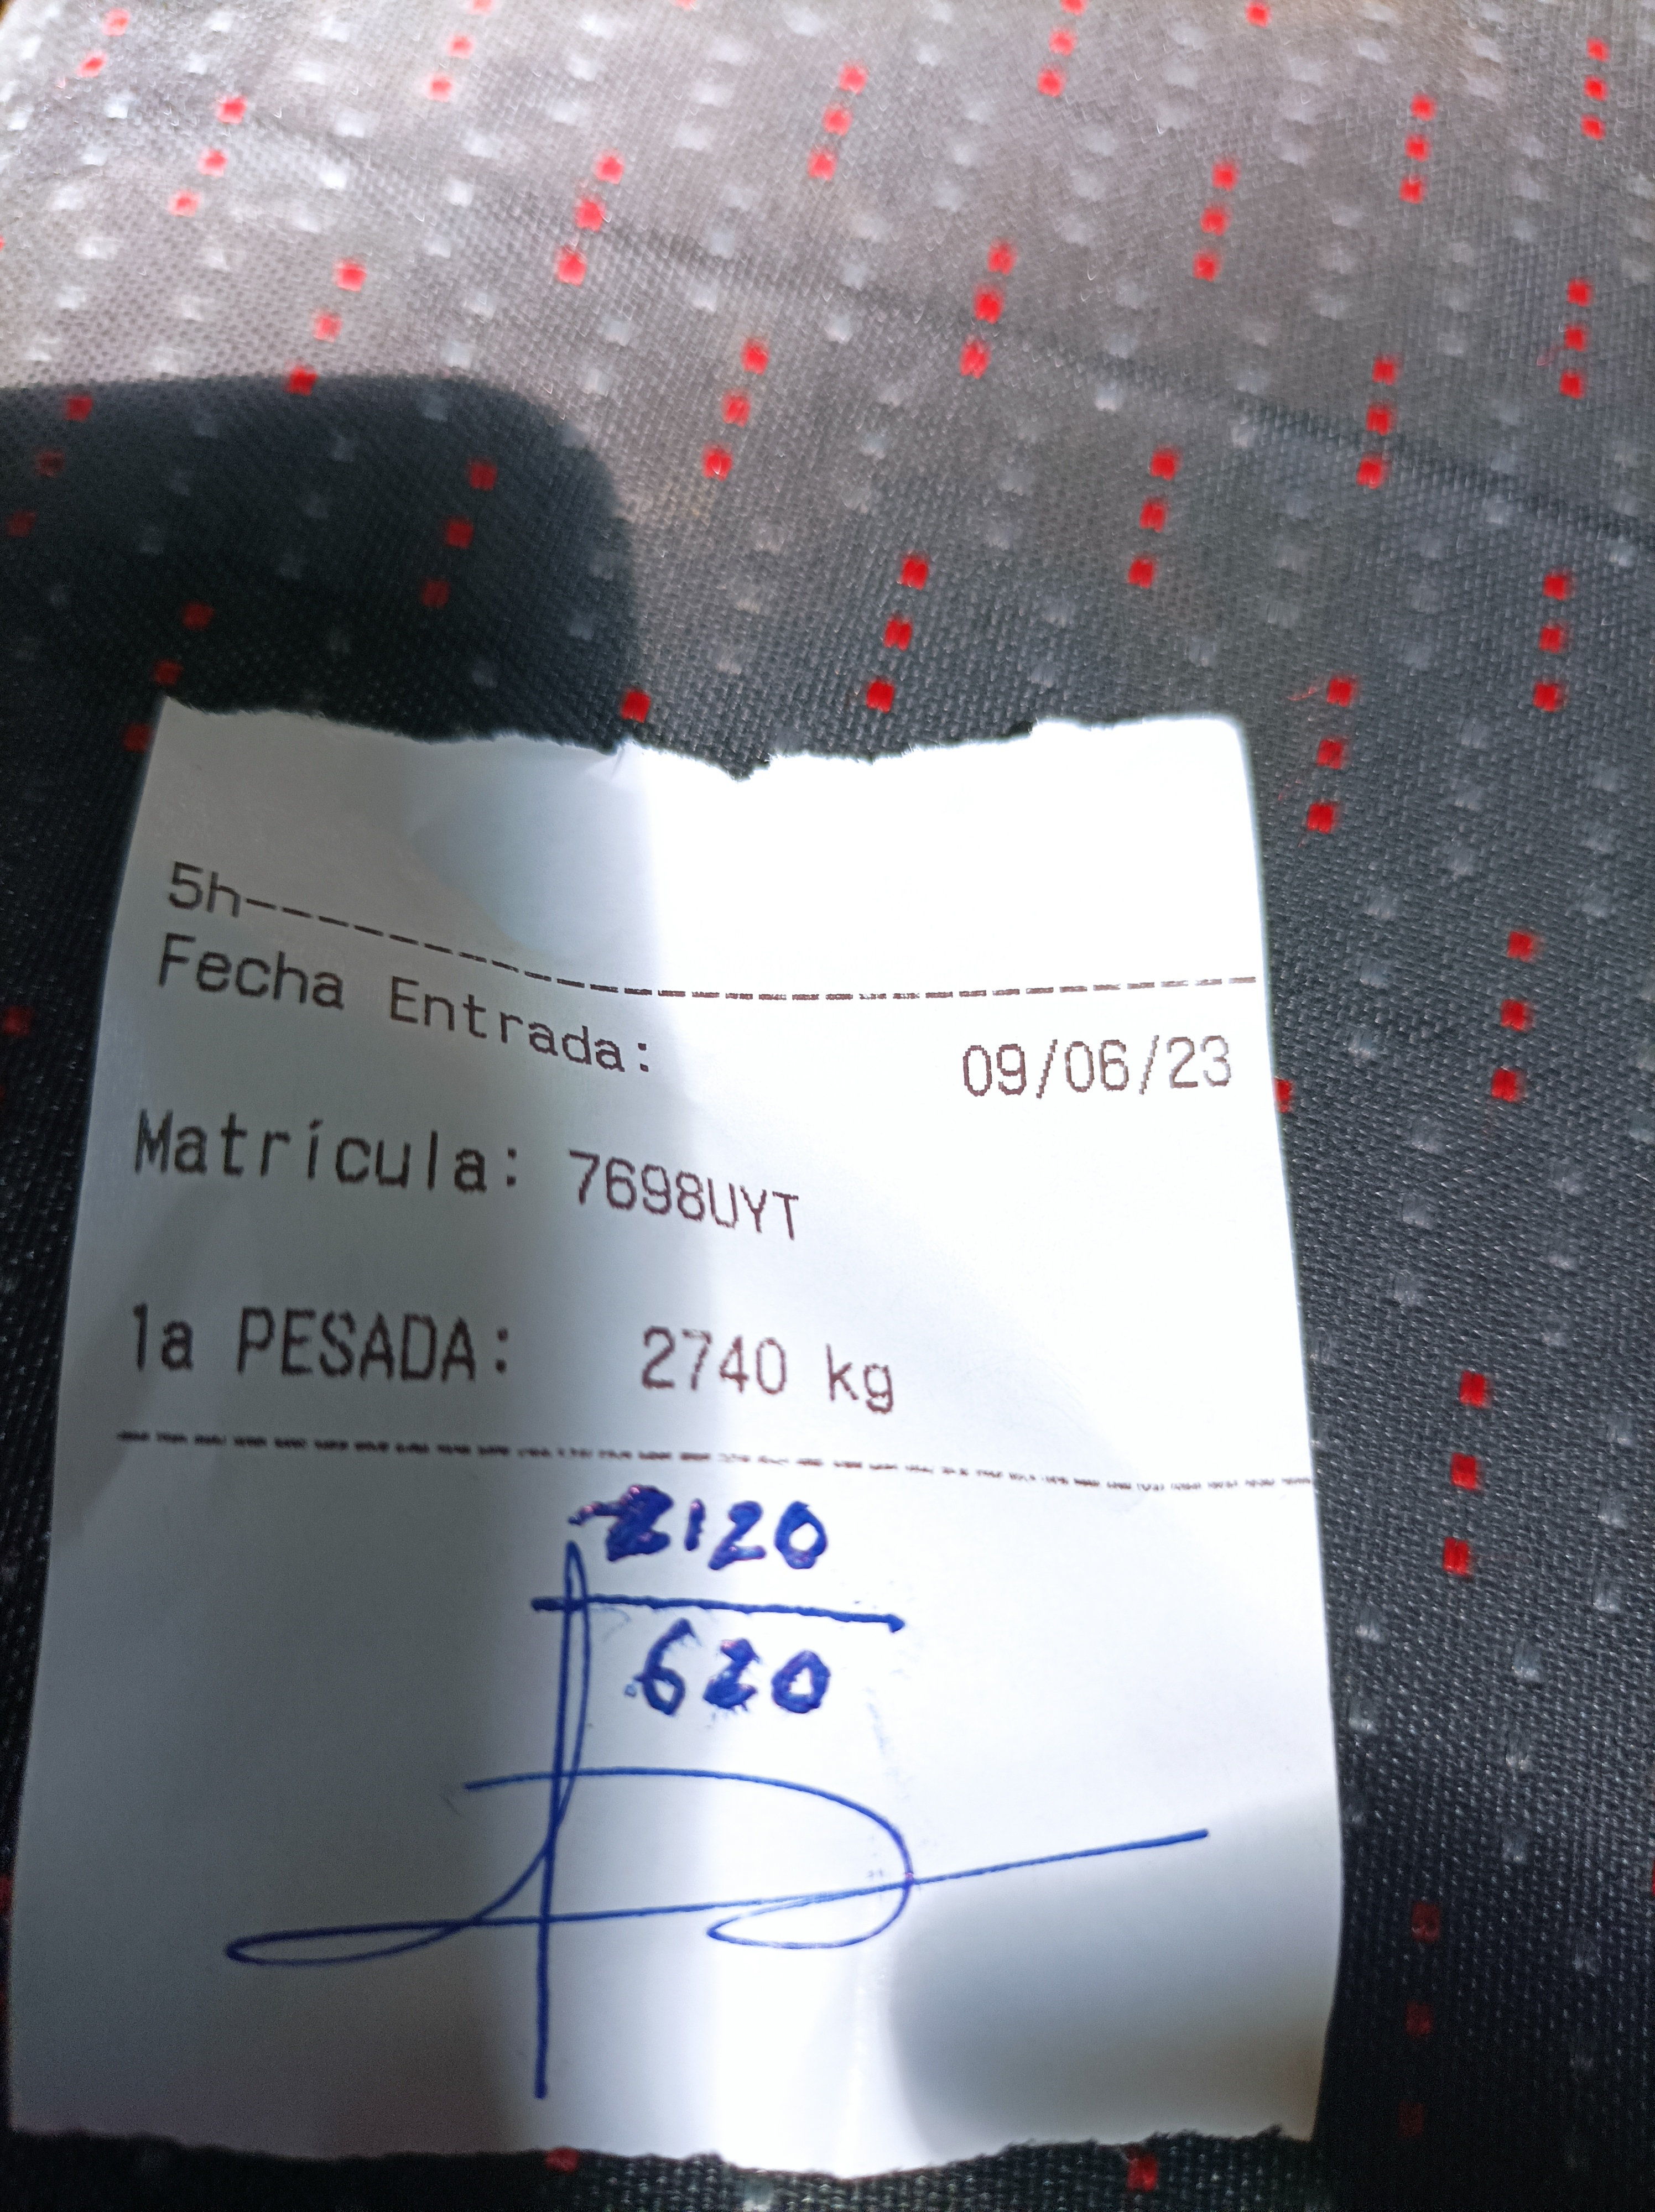 5h--------------------------------
Fecha Entrada: 09/06/23
Matrícula: 7698UYT
1a PESADA: 2740 kg
-2120
620